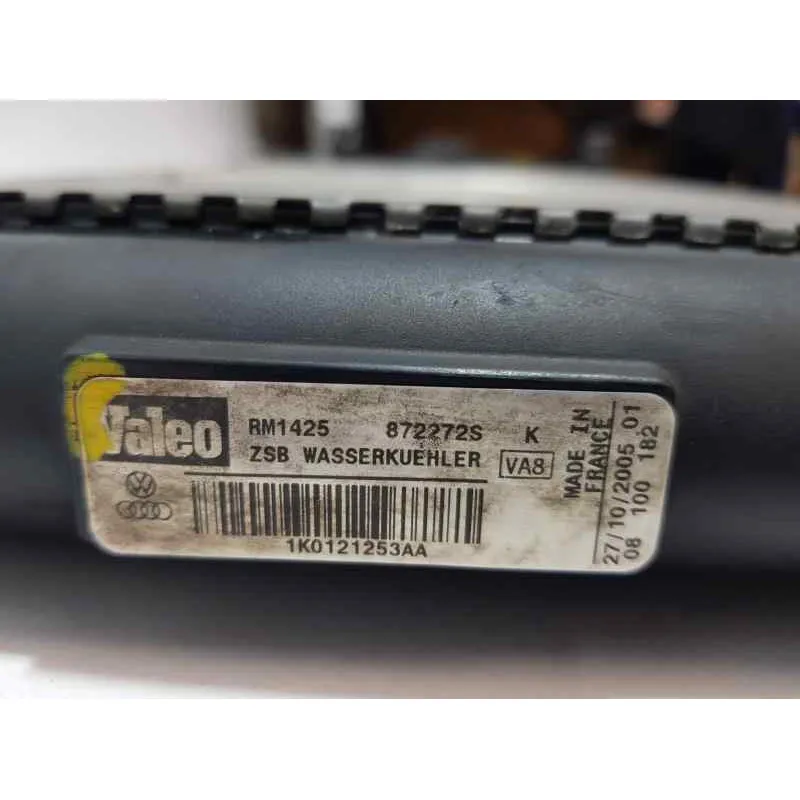 Valeo
RM1425 872272S K
ZSB WASSERKUEHLER VA8
1K0121253AA
MADE IN
FRANCE
27/10/2005 01
08 100 182